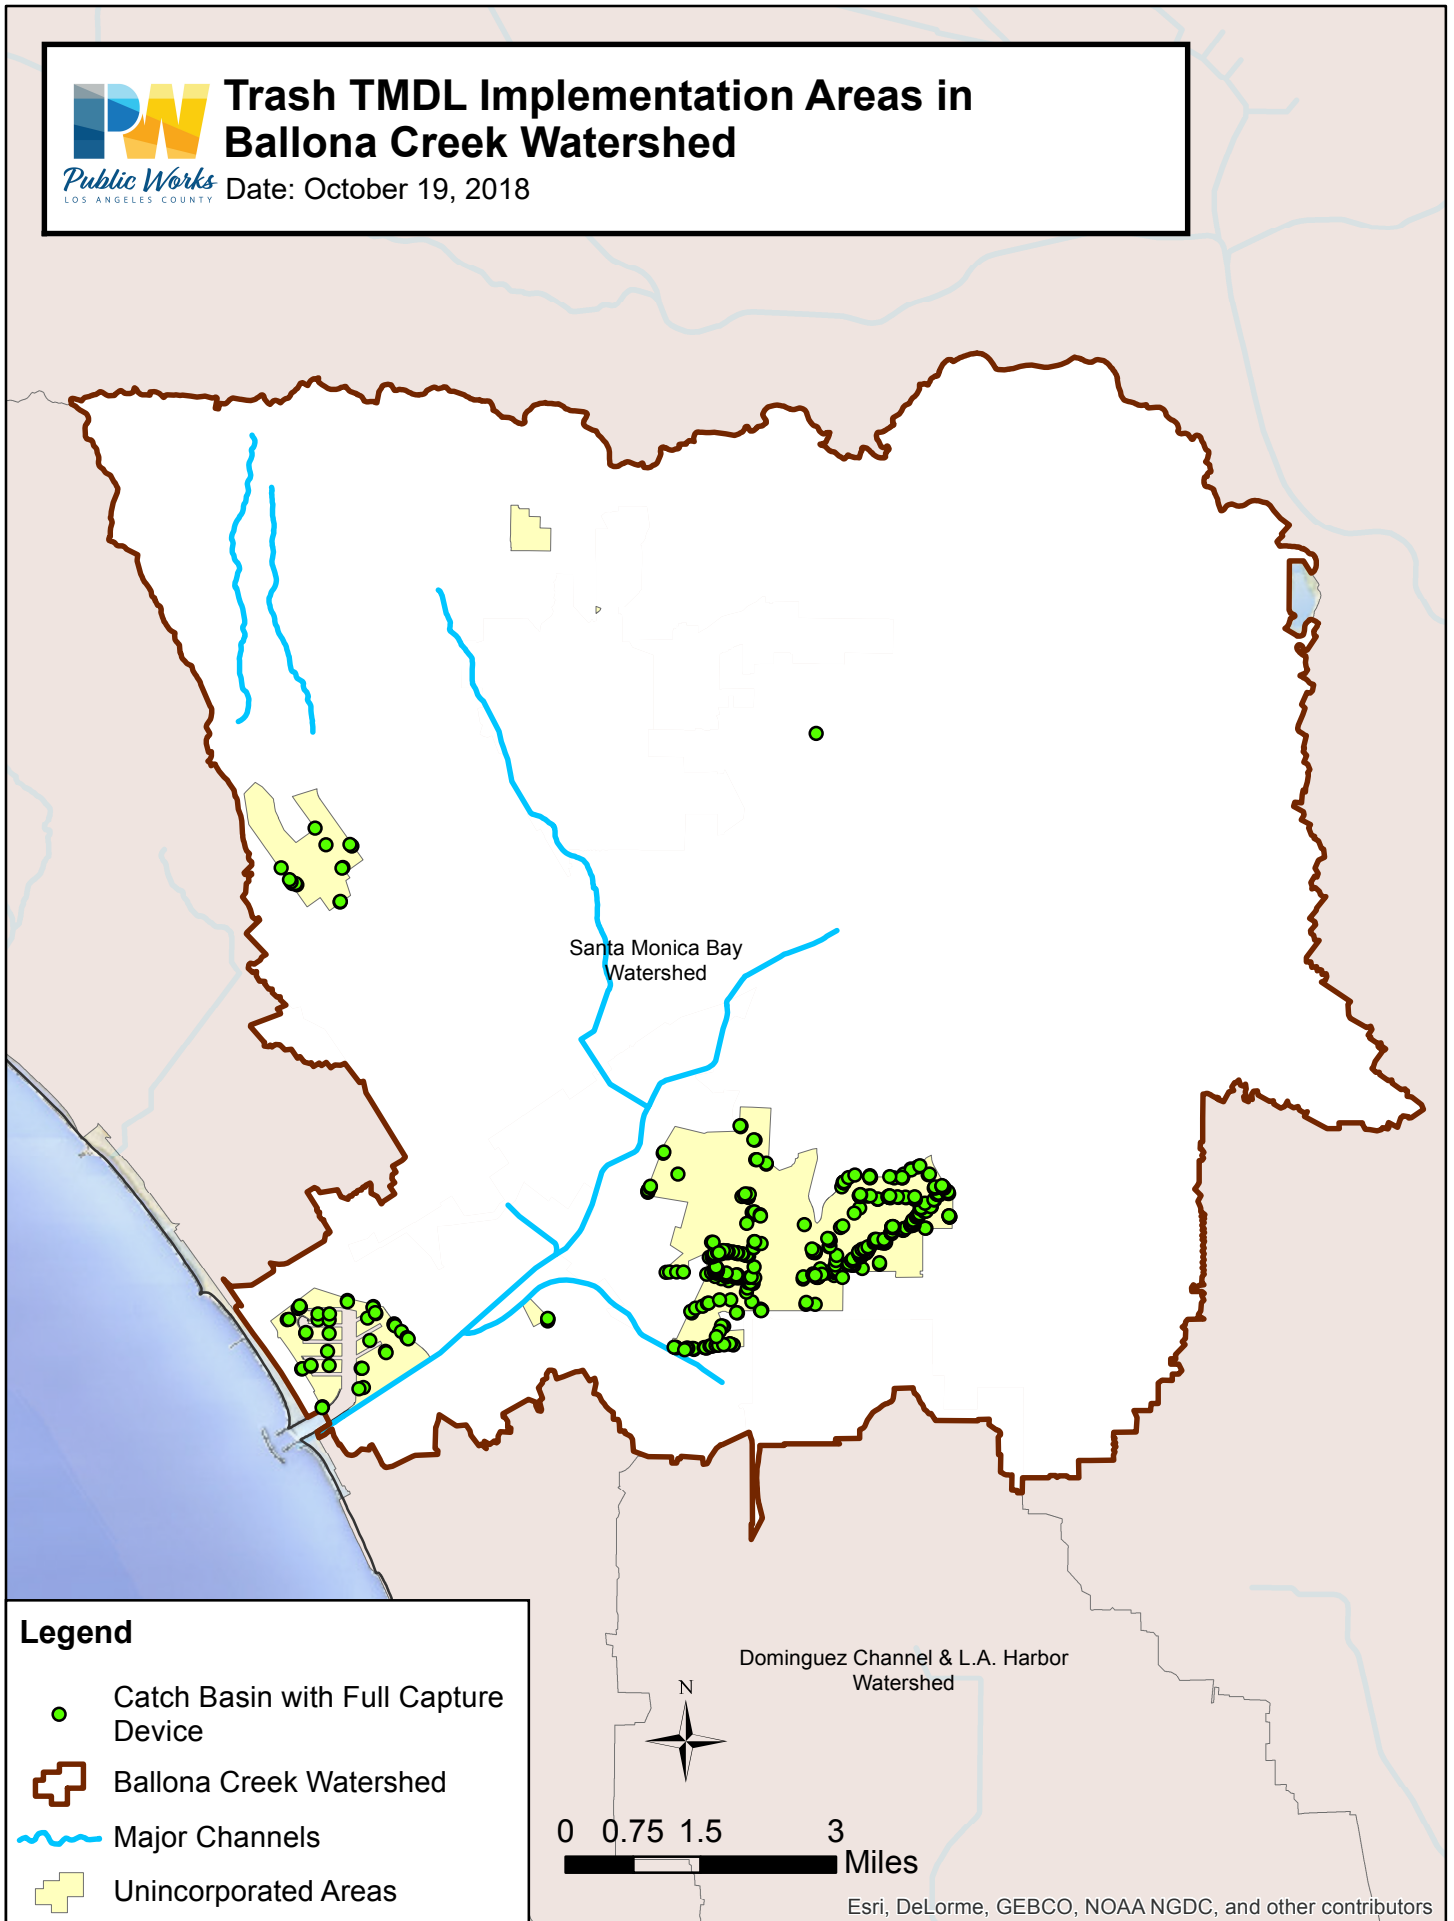 Trash TMDL Implementation Areas in
Ballona Creek Watershed
Date: October 19, 2018
PW
Public Works
LOS ANGELES COUNTY
Santa Monica Bay
Watershed
Dominguez Channel & L.A. Harbor
Watershed
Legend
Catch Basin with Full Capture
Device
Ballona Creek Watershed
Major Channels
Unincorporated Areas
N
0 0.75 1.5 3
Miles
Esri, DeLorme, GEBCO, NOAA NGDC, and other contributors